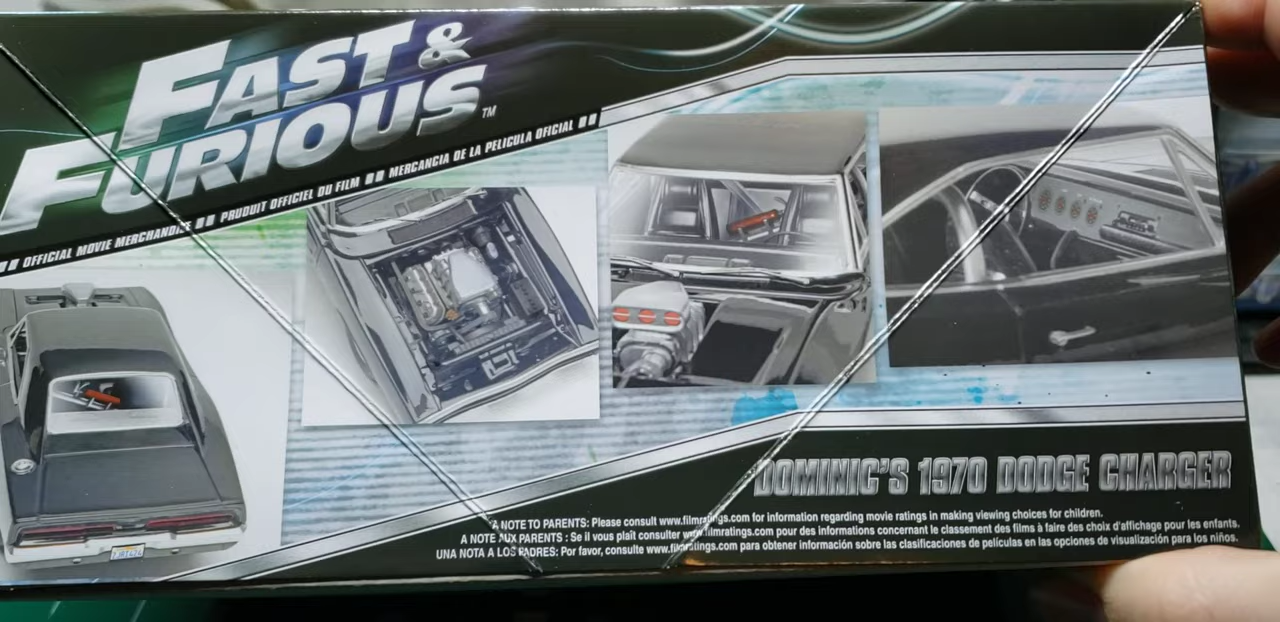 FAST &
FURIOUS™
OFFICIAL MOVIE MERCHANDISE PRODUIT OFFICIEL DU FILM MERCANCIA DE LA PELICULA OFICIAL
DOMINIC'S 1970 DODGE CHARGER
A NOTE TO PARENTS: Please consult www.filmratings.com for information regarding movie ratings in making viewing choices for children.
A NOTE AUX PARENTS : Se il vous plaît consulter www.filmratings.com pour des informations concernant le classement des films à faire des choix d'affichage pour les enfants.
UNA NOTA A LOS PADRES: Por favor, consulte www.filmratings.com para obtener información sobre las clasificaciones de películas en las opciones de visualización para los niños.